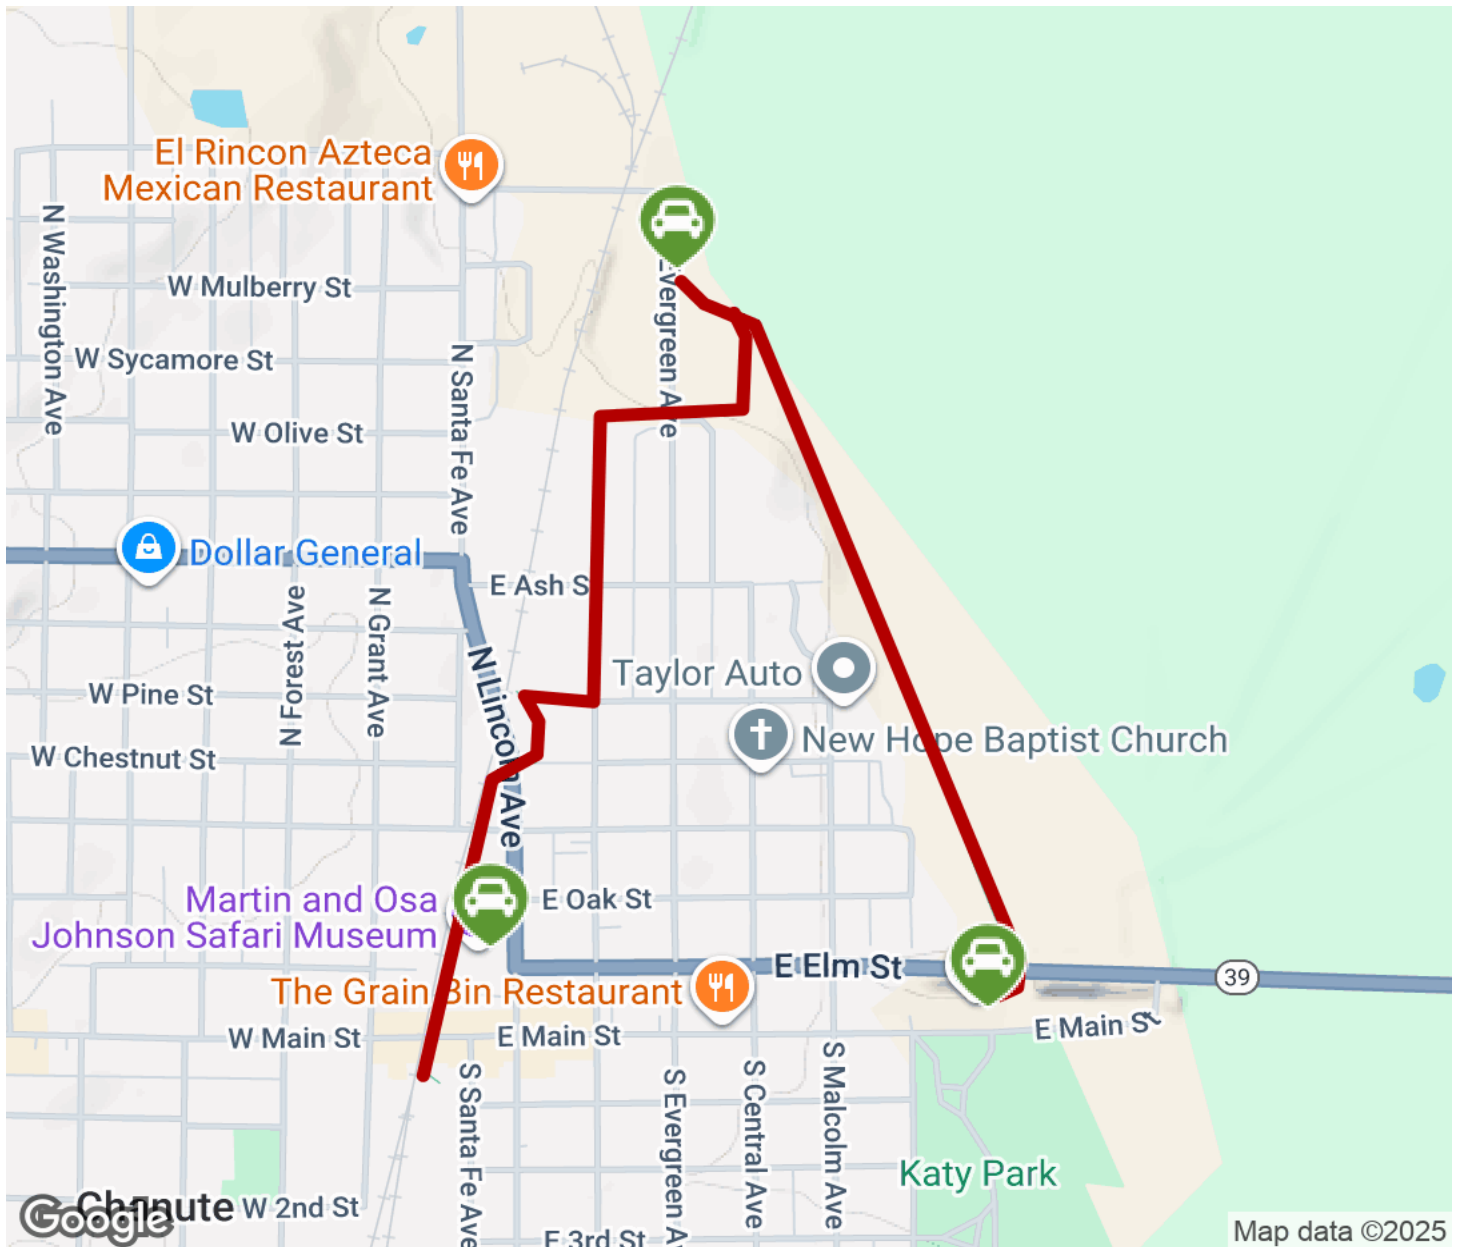 El Rincon Azteca
Mexican Restaurant
N Washington Ave
W Mulberry St
Evergreen Ave
W Sycamore St
N Santa Fe Ave
W Olive St
Dollar General
E Ash S
N Forest Ave
N Grant Ave
N Lincoln Ave
Taylor Auto
W Pine St
New Hope Baptist Church
W Chestnut St
Martin and Osa
Johnson Safari Museum
E Oak St
E Elm St
39
The Grain Bin Restaurant
W Main St
E Main St
E Main St
S Santa Fe Ave
S Evergreen A
S Central Ave
S Malcolm Ave
Katy Park
Chanute
W 2nd St
Google
E 3rd St
Map data ©2025